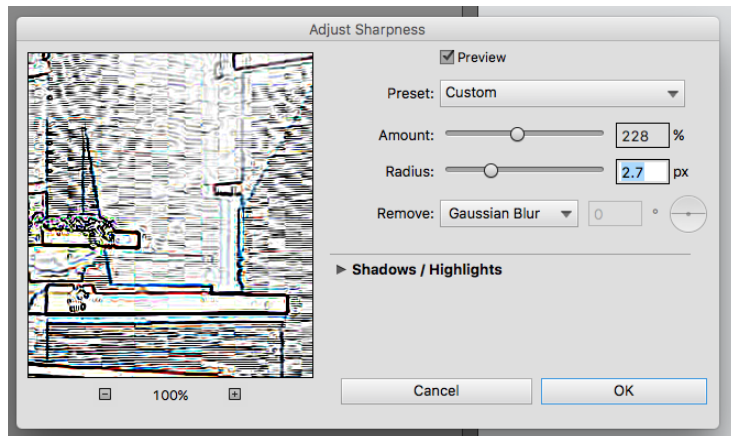 Adjust Sharpness
Preview
Preset: Custom
Amount: 228 %
Radius: 2.7 px
Remove: Gaussian Blur 0 °
Shadows / Highlights
100%
Cancel OK